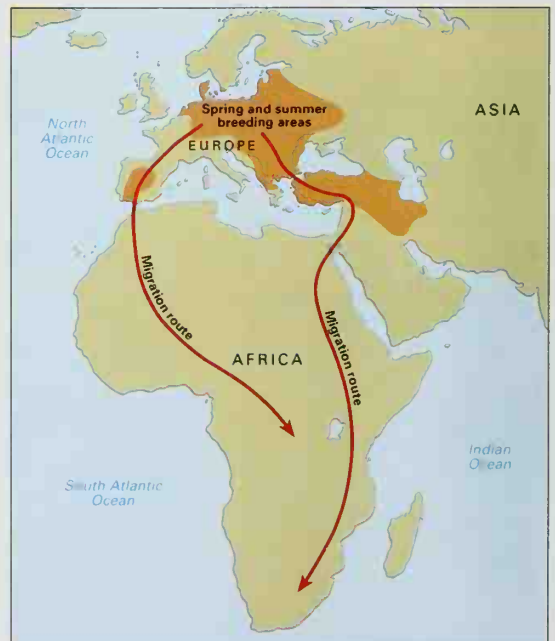 North
Atlantic
Ocean
Spring and summer
breeding areas
EUROPE
ASIA
Migration route
Migration route
AFRICA
Indian
Ocean
South Atlantic
Ocean